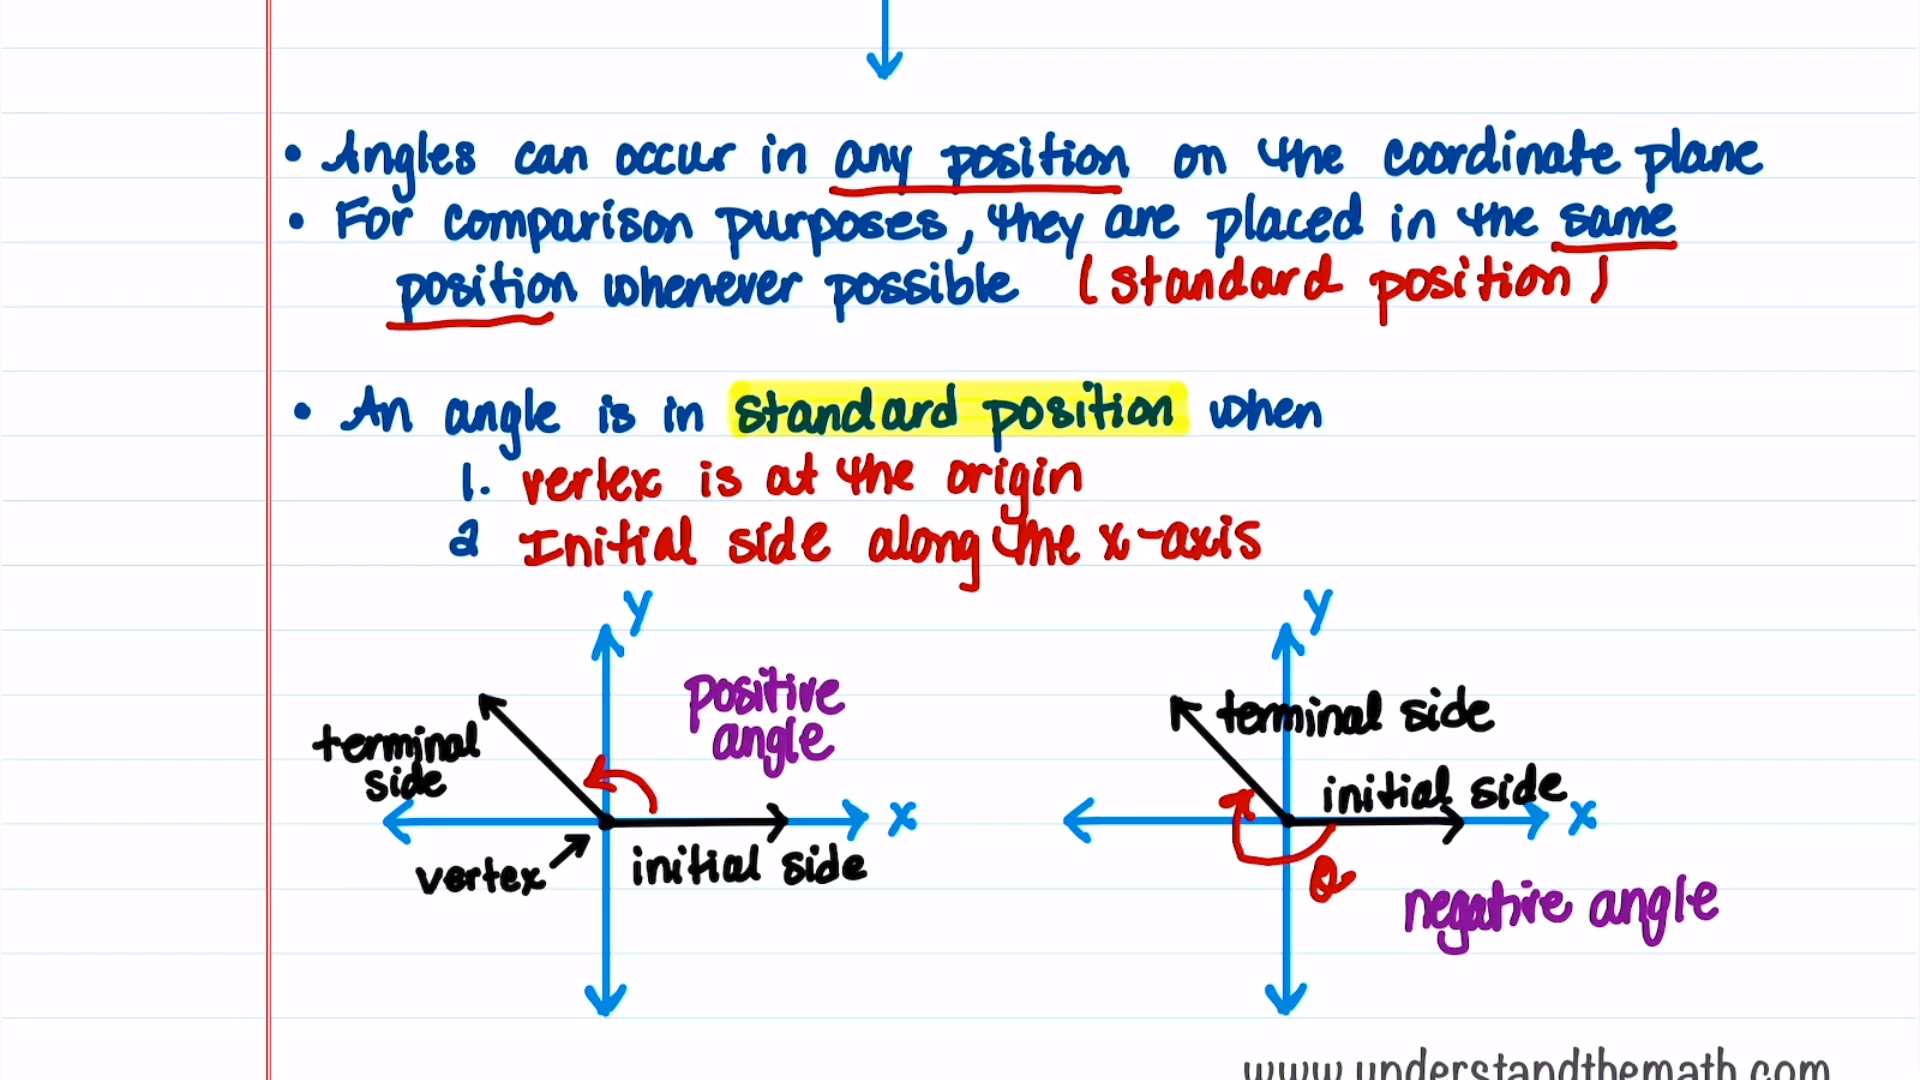 • Angles can occur in any position on the coordinate plane
• For comparison purposes, they are placed in the same
position whenever possible (standard position)
• An angle is in standard position when
1. vertex is at the origin
2 Initial side along the x-axis
y
positive
angle
terminal
side
x
vertex
initial side
y
terminal side
initial side
x
θ
negative angle
www.understandthemath.com